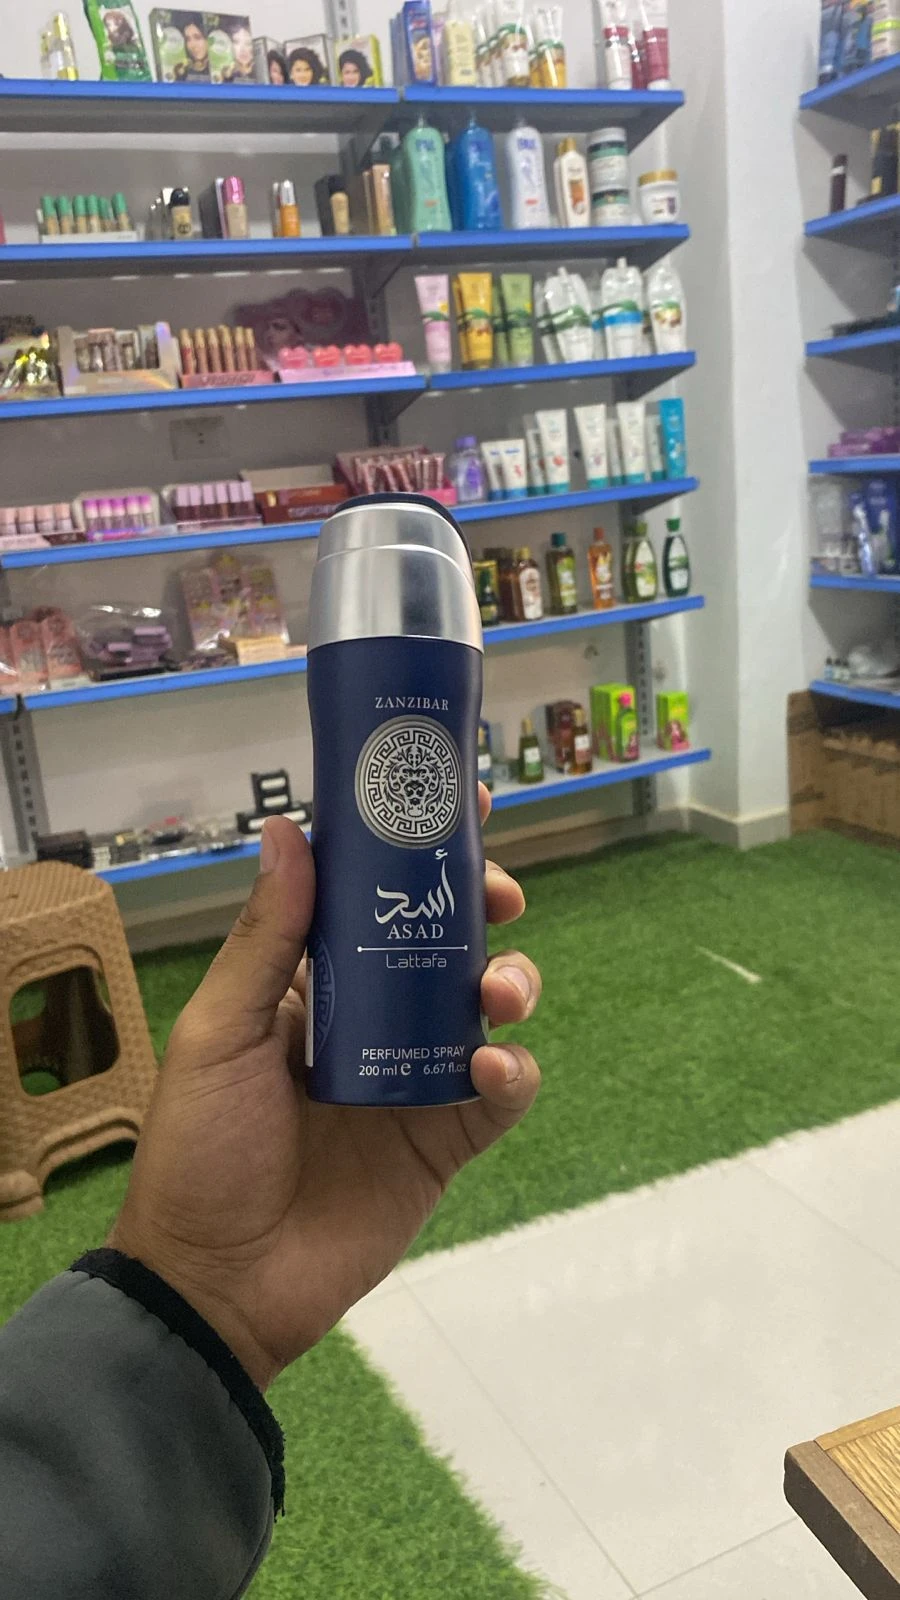 ZANZIBAR
أسد
ASAD
Lattafa
PERFUMED SPRAY
200 ml e 6.67 fl.oz